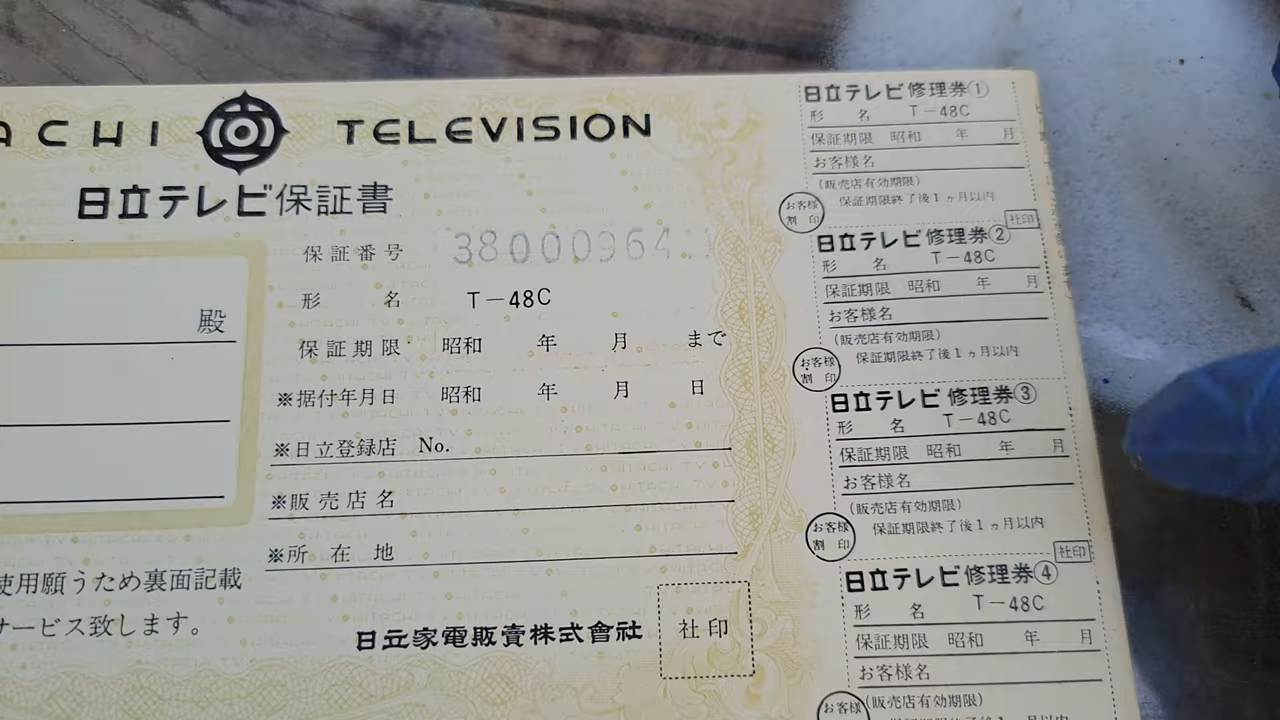 ACHI TELEVISION
日立テレビ保証書
保証番号 38000964
形名 T-48C
保証期限 昭和 年 月 まで
※据付年月日 昭和 年 月 日
※日立登録店 No.
※販売店名
※所在地
殿
使用願うため裏面記載
サービス致します。
日立家電販賣株式會社
社印
日立テレビ修理券①
形名 T-48C
保証期限 昭和 年 月
お客様名
(販売店有効期限)
保証期限終了後1ヶ月以内
お客様割印
社印
日立テレビ修理券②
形名 T-48C
保証期限 昭和 年 月
お客様名
(販売店有効期限)
保証期限終了後1ヵ月以内
お客様割印
日立テレビ修理券③
形名 T-48C
保証期限 昭和 年 月
お客様名
(販売店有効期限)
保証期限終了後1ヵ月以内
お客様割印
社印
日立テレビ修理券④
形名 T-48C
保証期限 昭和 年 月
お客様名
(販売店有効期限)
お客様